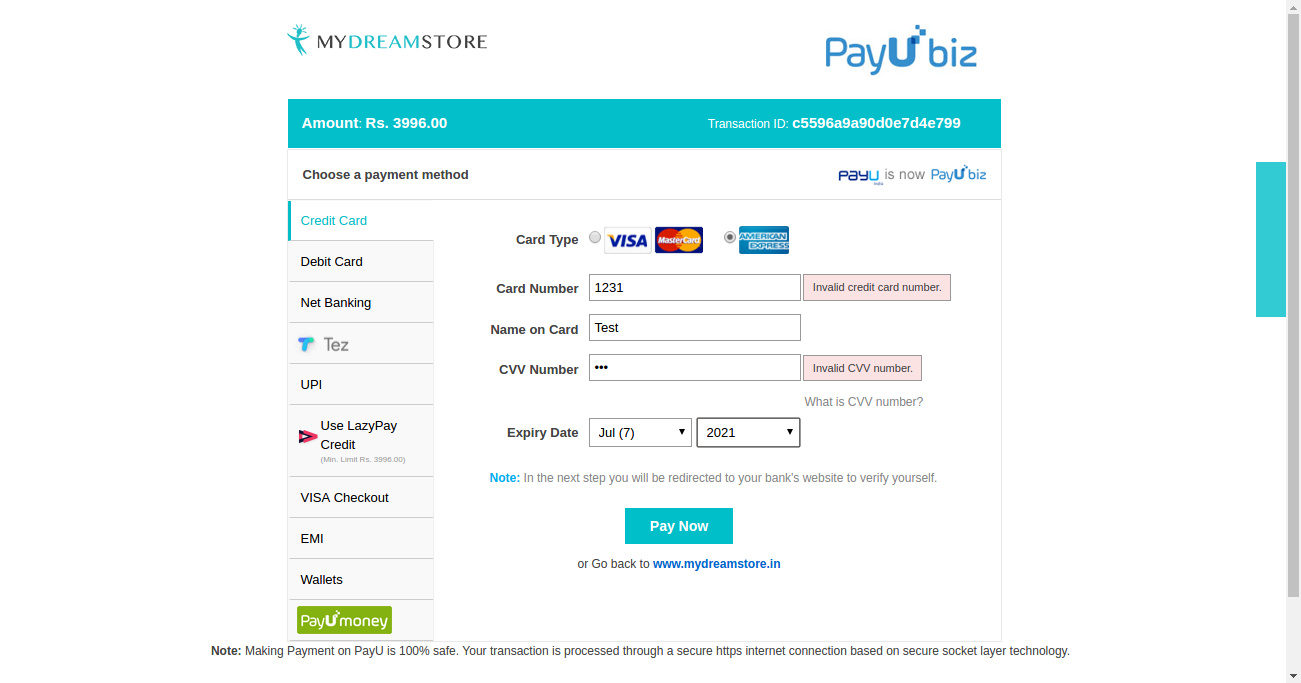 MYDREAMSTORE
PayU biz
Amount: Rs. 3996.00
Transaction ID: c5596a9a90d0e7d4e799
Choose a payment method
PayU india is now PayU biz
Credit Card
Debit Card
Net Banking
Tez
UPI
Use LazyPay
Credit
(Min. Limit Rs. 3996.00)
VISA Checkout
EMI
Wallets
PayU money
Card Type
VISA
MasterCard
AMERICAN
EXPRESS
Card Number
1231
Invalid credit card number.
Name on Card
Test
CVV Number
•••
Invalid CVV number.
What is CVV number?
Expiry Date
Jul (7)
2021
Note: In the next step you will be redirected to your bank's website to verify yourself.
Pay Now
or Go back to www.mydreamstore.in
Note: Making Payment on PayU is 100% safe. Your transaction is processed through a secure https internet connection based on secure socket layer technology.